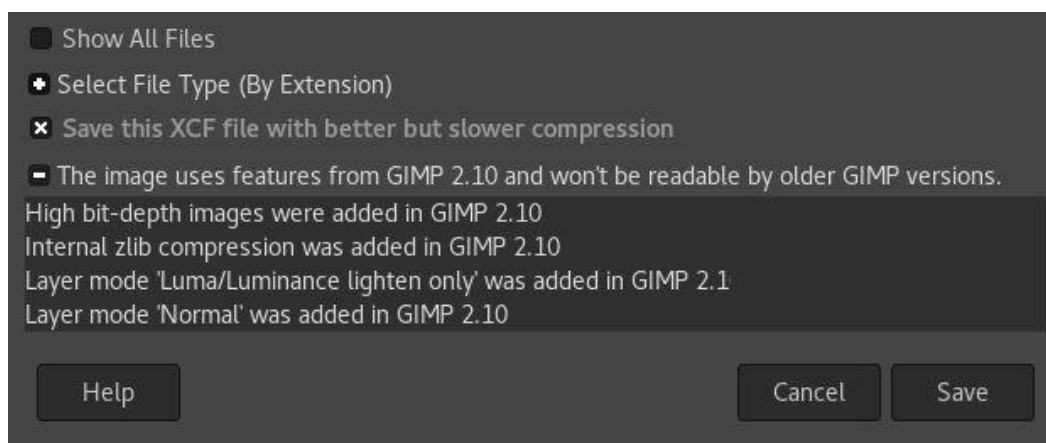 Show All Files
Select File Type (By Extension)
Save this XCF file with better but slower compression
The image uses features from GIMP 2.10 and won't be readable by older GIMP versions.
High bit-depth images were added in GIMP 2.10
Internal zlib compression was added in GIMP 2.10
Layer mode 'Luma/Luminance lighten only' was added in GIMP 2.1
Layer mode 'Normal' was added in GIMP 2.10
Help Cancel Save